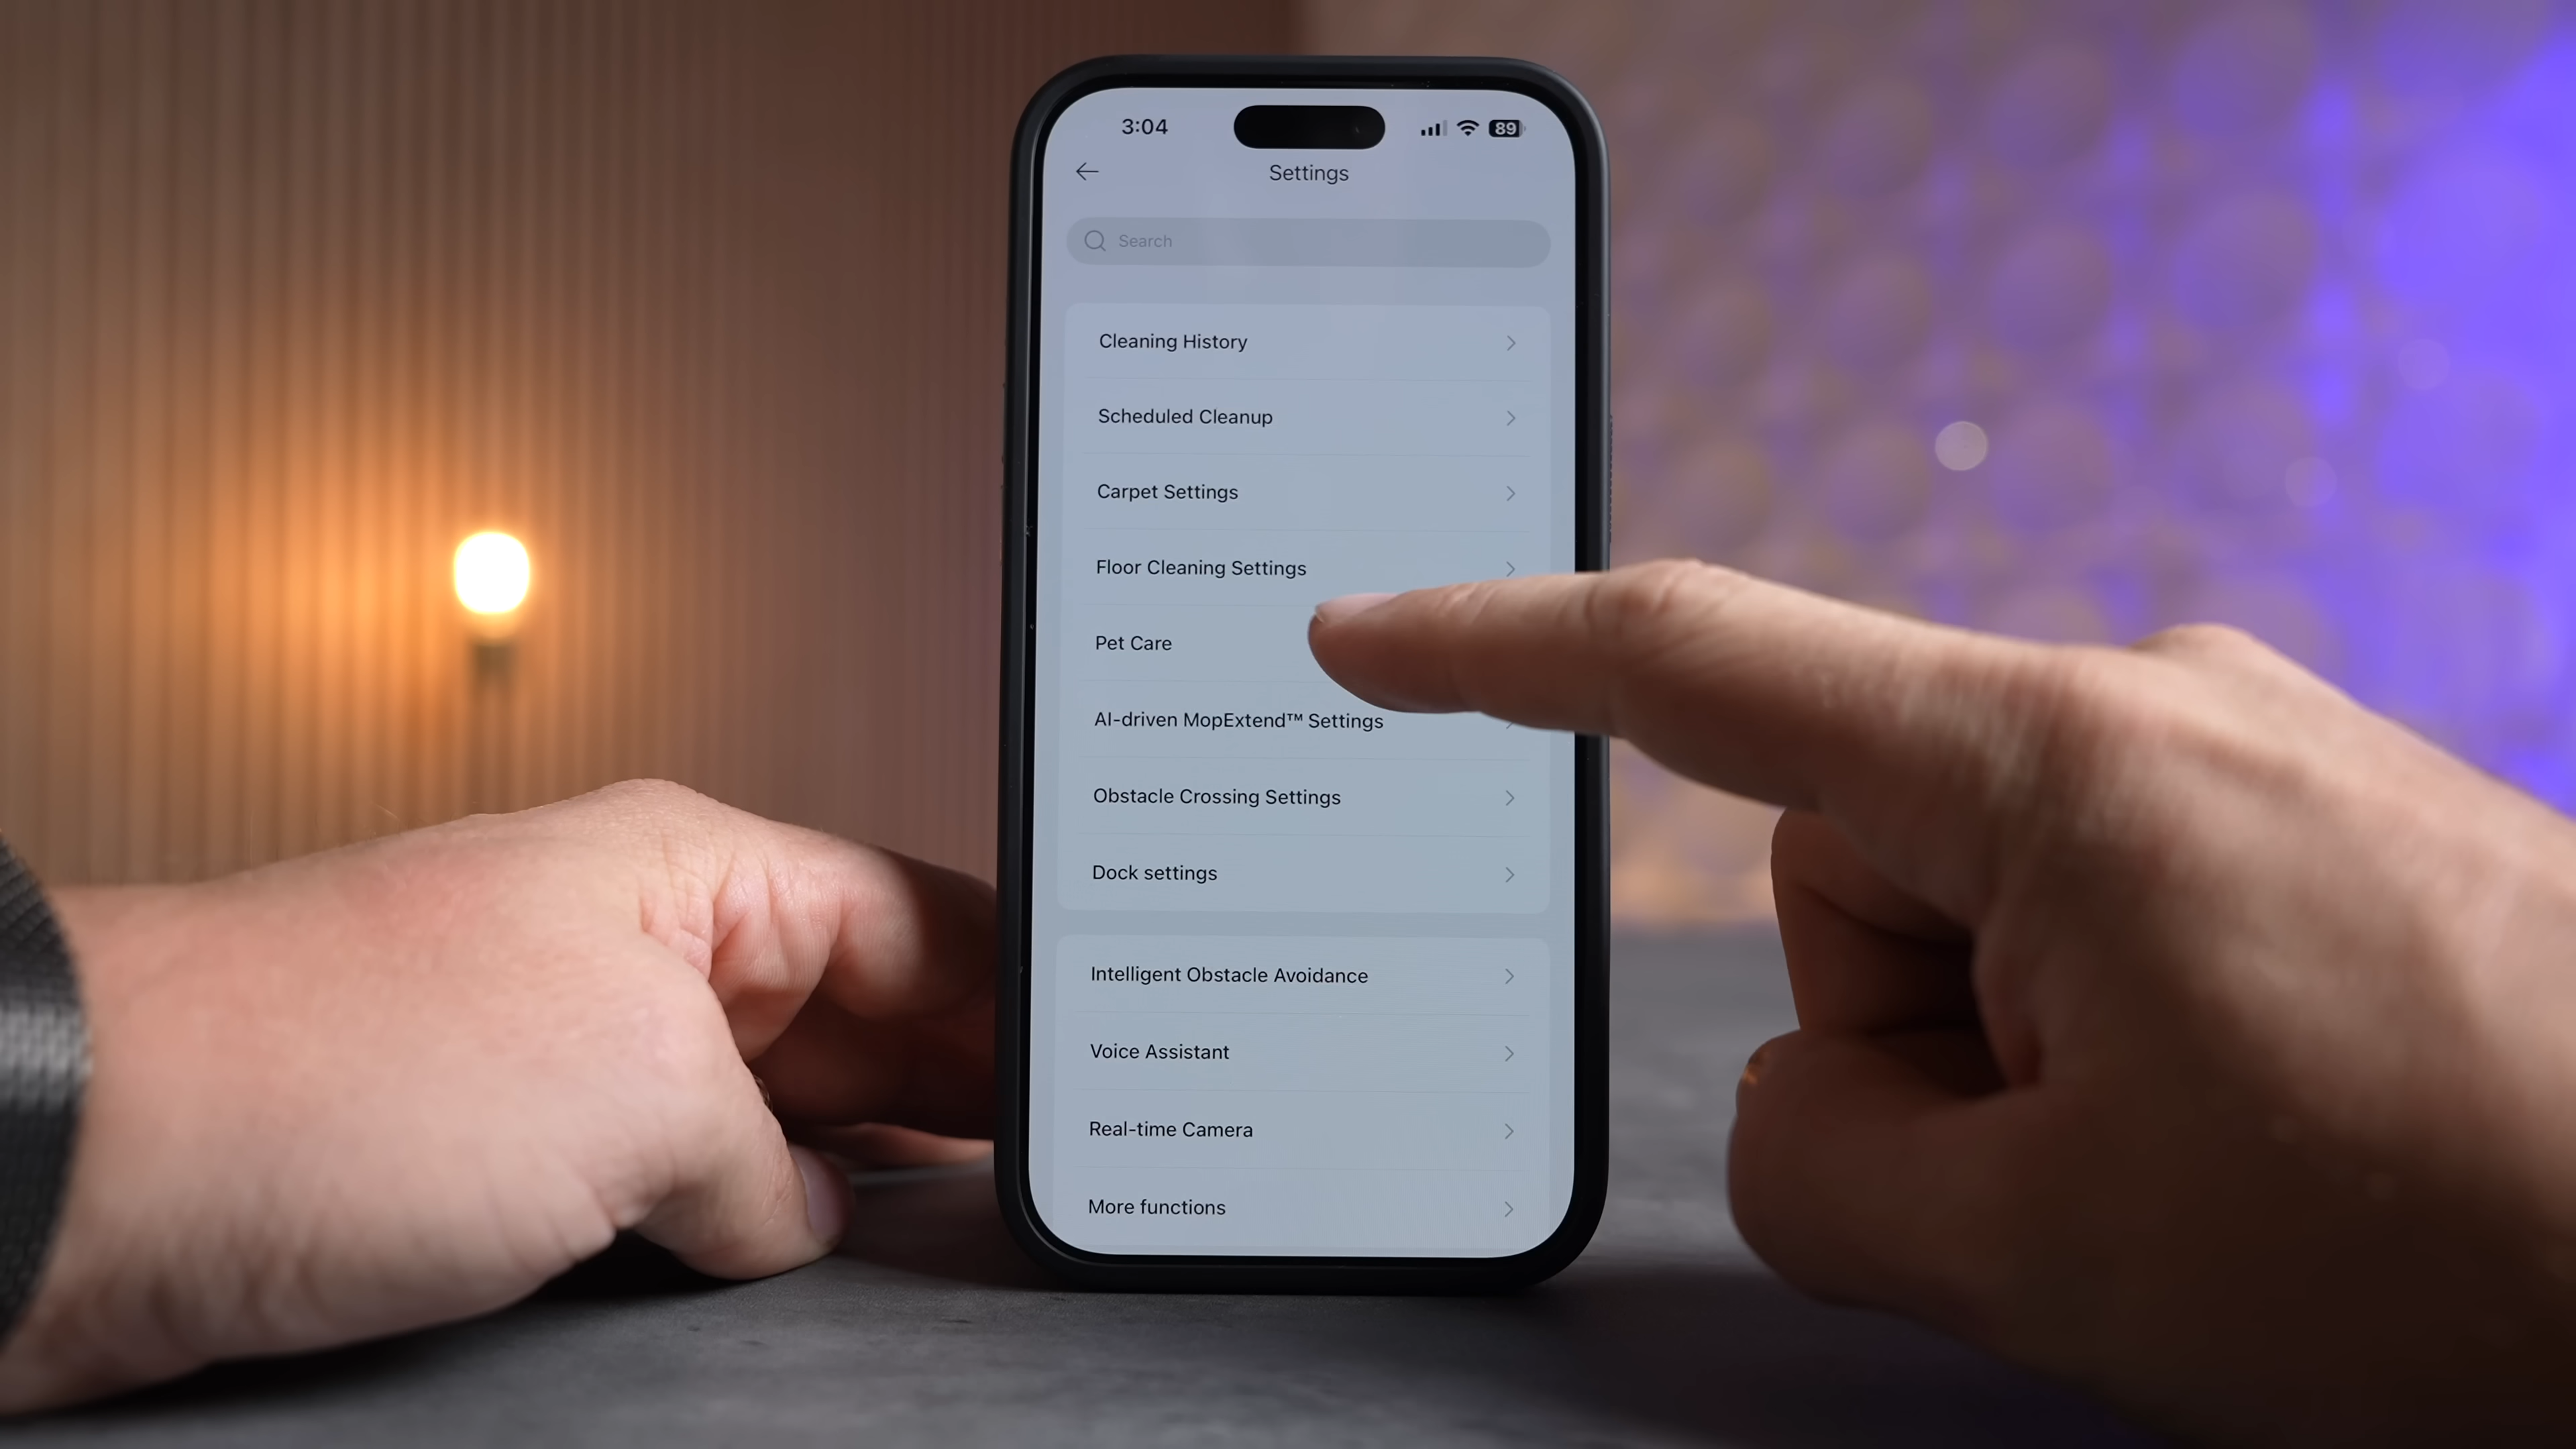 3:04
89
Settings
Search
Cleaning History
Scheduled Cleanup
Carpet Settings
Floor Cleaning Settings
Pet Care
AI-driven MopExtend™ Settings
Obstacle Crossing Settings
Dock settings
Intelligent Obstacle Avoidance
Voice Assistant
Real-time Camera
More functions